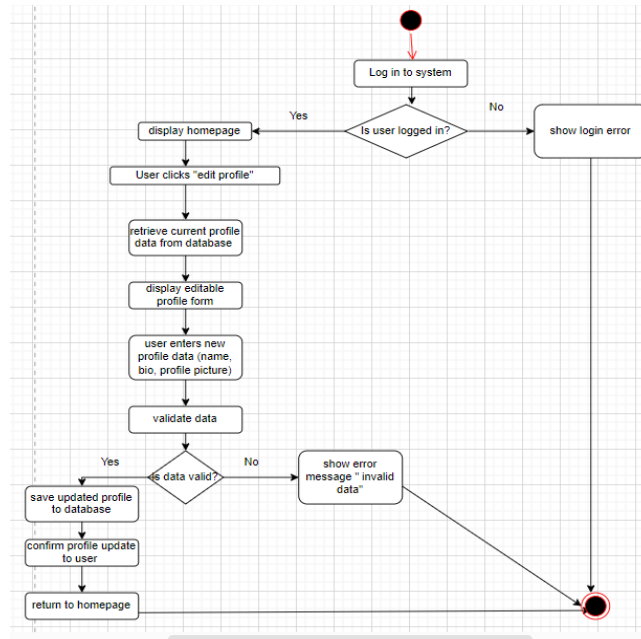 Log in to system
Yes
Is user logged in?
No
display homepage
show login error
User clicks "edit profile"
retrieve current profile
data from database
display editable
profile form
user enters new
profile data (name,
bio, profile picture)
validate data
Yes
Is data valid?
No
show error
message " invalid
data"
save updated profile
to database
confirm profile update
to user
return to homepage